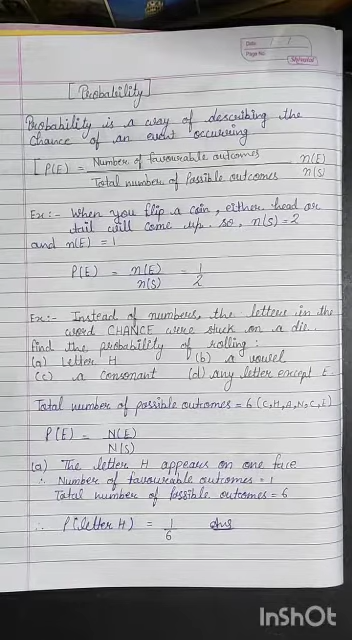 Date: / /
Page No:
Shivalal
[Probability]
Probability is a way of describing the
chance of an event occurring
[P(E) = Number of favourable outcomes n(E)
Total number of Possible outcomes n(S)
Ex:- When you flip a coin, either head or
tail will come up. so, n(S) = 2
and n(E) = 1
P(E) = n(E) = 1
n(S) 2
Ex:- Instead of numbers, the letters in the
word CHANCE were stuck on a die.
find the probability of rolling:
(a) Letter H (b) a vowel
(c) a consonant (d) any letter except E.
Total number of possible outcomes = 6 (C,H,A,N,C,E)
P(E) = N(E)
N(S)
(a) The letter H appears on one face
∴ Number of favourable outcomes = 1
Total number of possible outcomes = 6
∴ P(letter H) = 1 Ans
6
InShOt